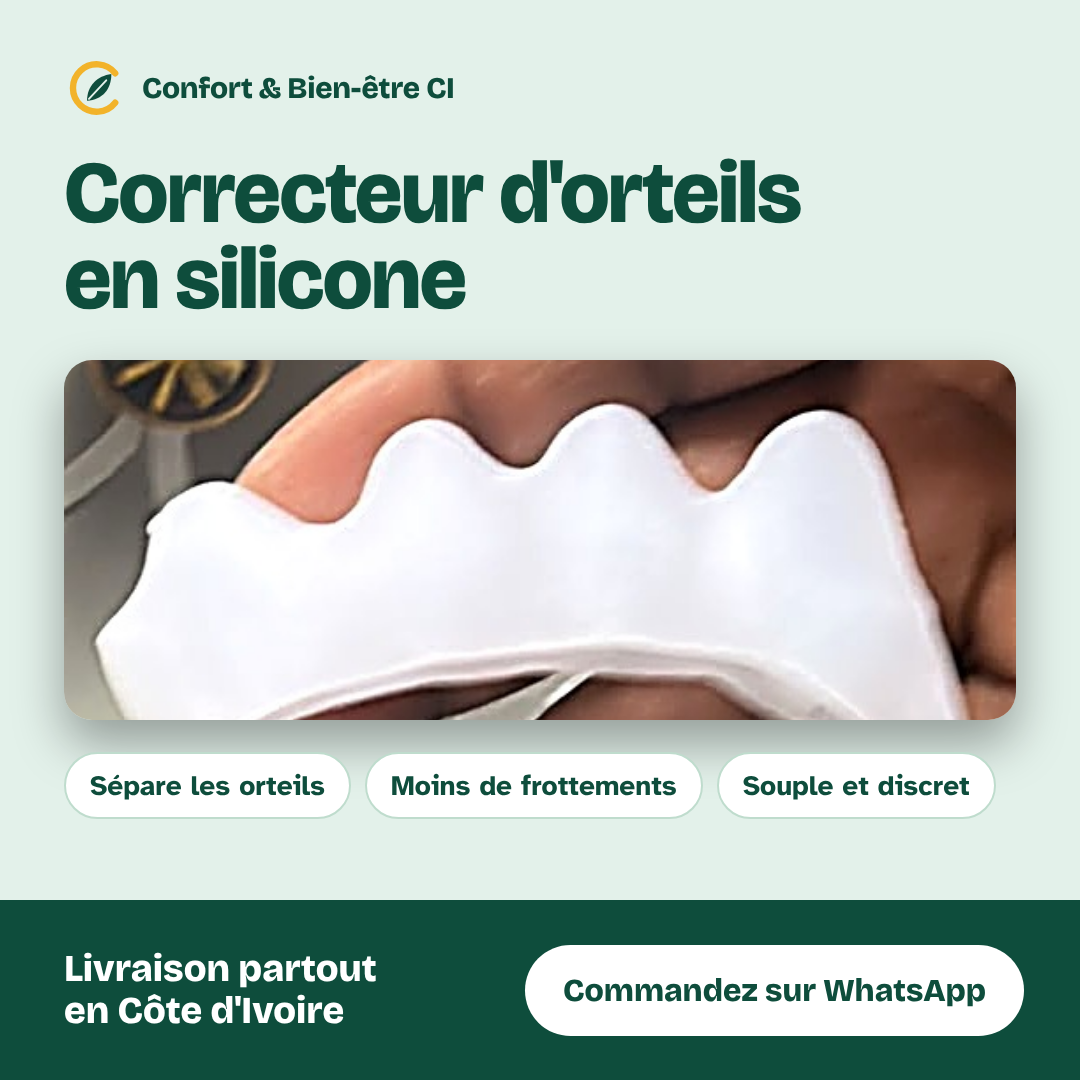 Confort & Bien-être CI
Correcteur d'orteils
en silicone
Sépare les orteils
Moins de frottements
Souple et discret
Livraison partout
en Côte d'Ivoire
Commandez sur WhatsApp